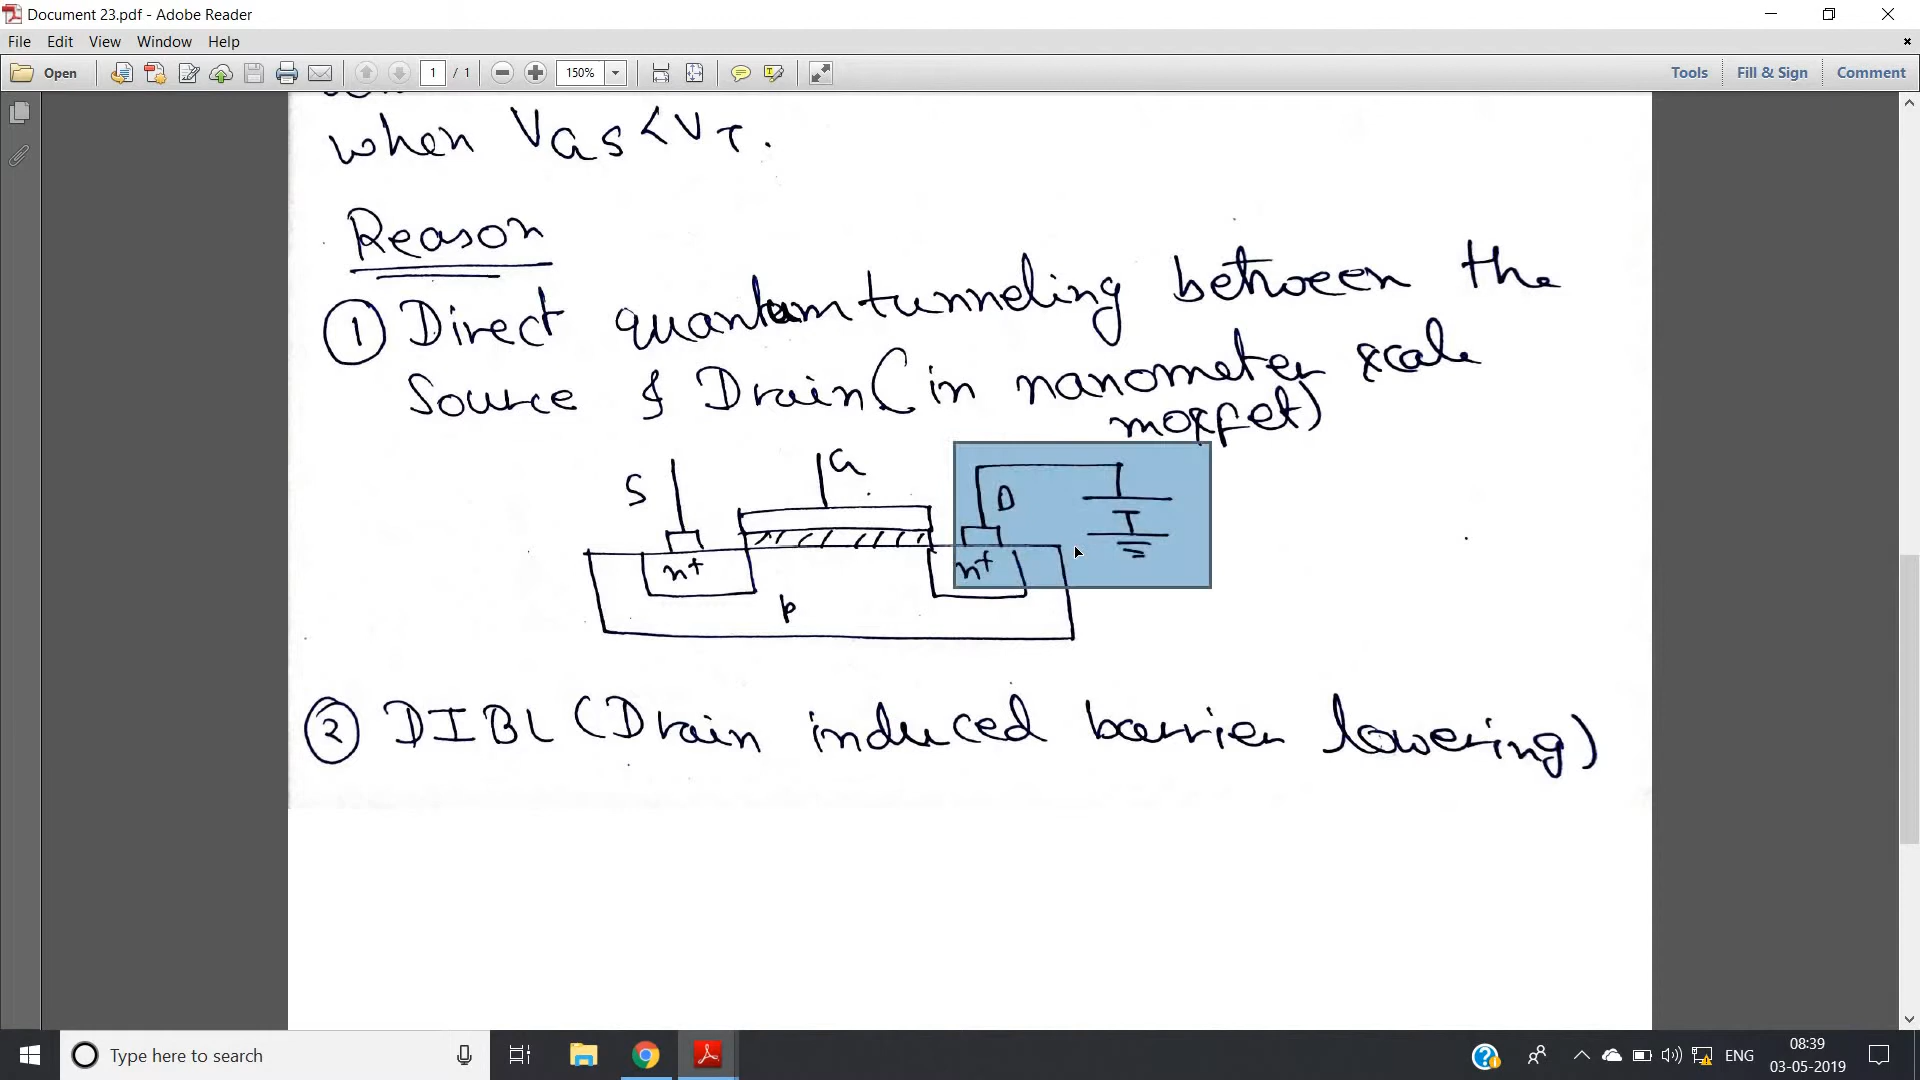 Document 23.pdf - Adobe Reader
File Edit View Window Help
Open 1 / 1 150% Tools Fill & Sign Comment
when VGS<VT.
Reason
① Direct quantum tunneling between the
Source & Drain (in nanometer scale
mosfet)
S G D
n+ n+
p
② DIBL (Drain induced barrier lowering)
Type here to search
ENG
08:39
03-05-2019